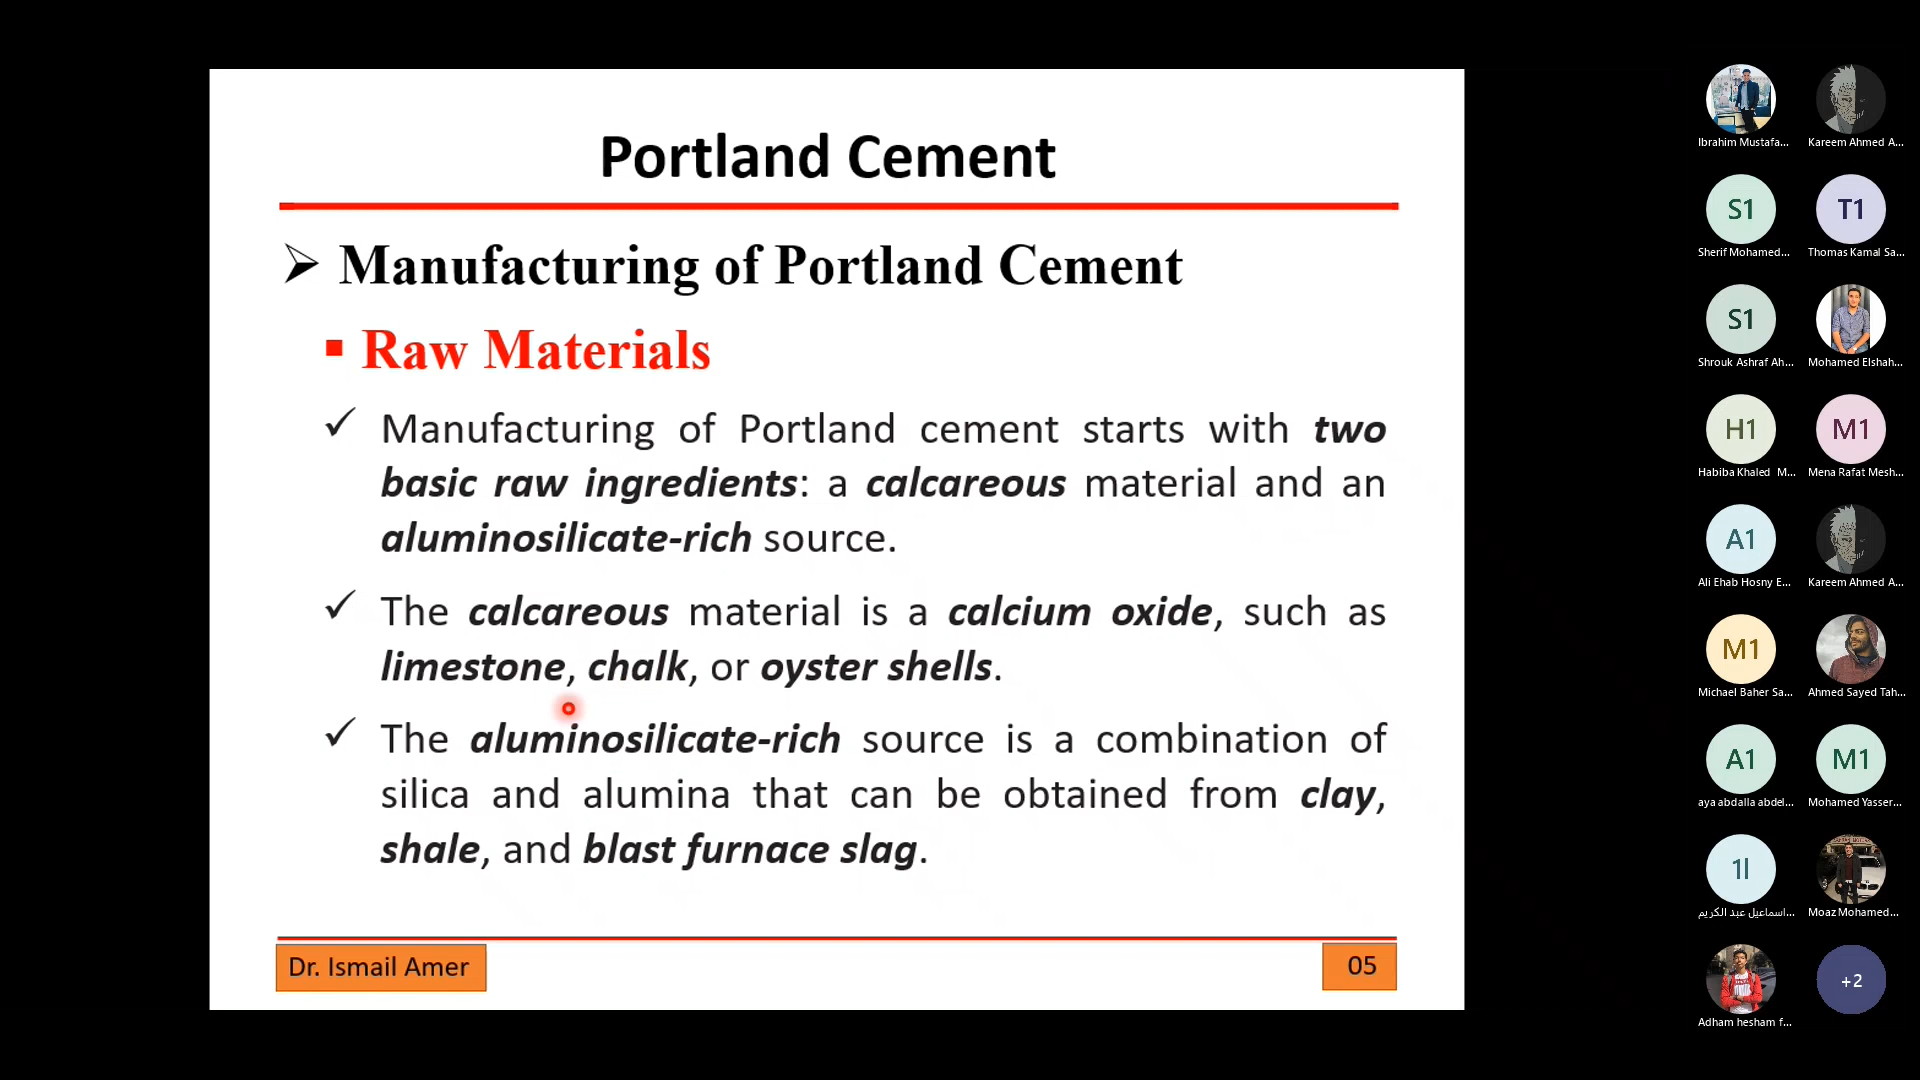 Portland Cement
➢ Manufacturing of Portland Cement
▪ Raw Materials
✓ Manufacturing of Portland cement starts with two
basic raw ingredients: a calcareous material and an
aluminosilicate-rich source.
✓ The calcareous material is a calcium oxide, such as
limestone, chalk, or oyster shells.
✓ The aluminosilicate-rich source is a combination of
silica and alumina that can be obtained from clay,
shale, and blast furnace slag.
Dr. Ismail Amer
05
Ibrahim Mustafa...
Kareem Ahmed A...
S1
T1
Sherif Mohamed...
Thomas Kamal Sa...
S1
Shrouk Ashraf Ah...
Mohamed Elshah...
H1
M1
Habiba Khaled M...
Mena Rafat Mesh...
A1
Ali Ehab Hosny E...
Kareem Ahmed A...
M1
Michael Baher Sa...
Ahmed Sayed Tah...
A1
M1
aya abdalla abdel...
Mohamed Yasser...
1ا
اسماعيل عبد الكريم...
Moaz Mohamed...
+2
Adham hesham f...